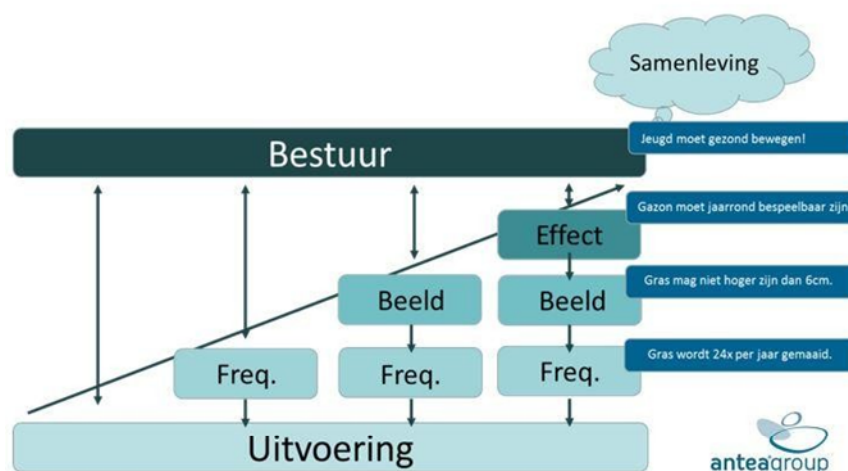 Samenleving
Jeugd moet gezond bewegen!
Bestuur
Gazon moet jaarrond bespeelbaar zijn
Effect
Gras mag niet hoger zijn dan 6cm.
Beeld
Beeld
Gras wordt 24x per jaar gemaaid.
Freq.
Freq.
Freq.
Uitvoering
anteagroup